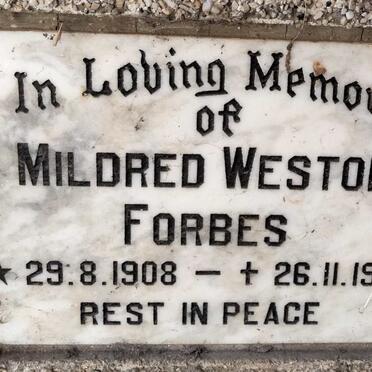 In Loving Memo
of
MILDRED WESTO
FORBES
★ 29.8.1908 — † 26.11.19
REST IN PEACE